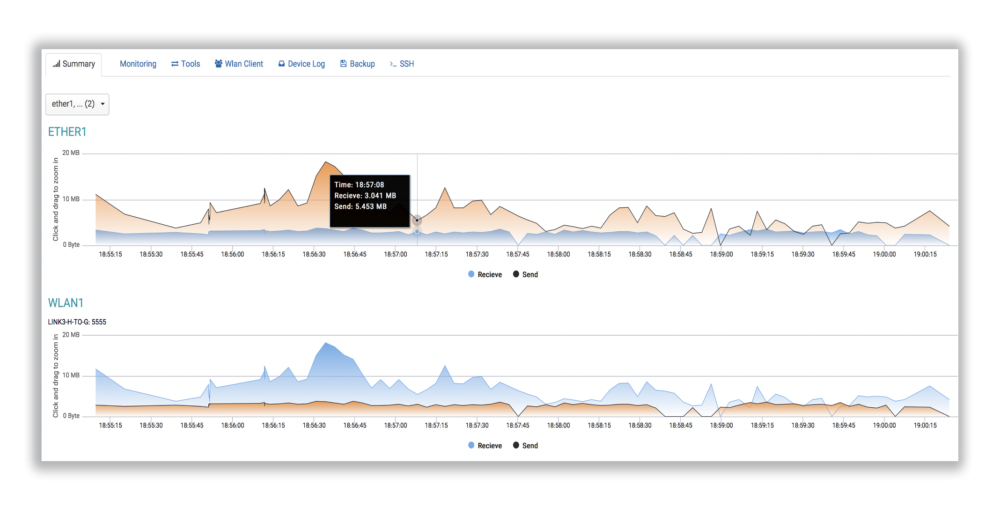 Summary Monitoring Tools Wlan Client Device Log Backup >_ SSH
ether1, ... (2)
ETHER1
Click and drag to zoom in
20 MB
10 MB
0 Byte
Time: 18:57:08
Recieve: 3.041 MB
Send: 5.453 MB
18:55:15 18:55:30 18:55:45 18:56:00 18:56:15 18:56:30 18:56:45 18:57:00 18:57:15 18:57:30 18:57:45 18:58:00 18:58:15 18:58:30 18:58:45 18:59:00 18:59:15 18:59:30 18:59:45 19:00:00 19:00:15
Recieve Send
WLAN1
LINK3-H-TO-G: 5555
Click and drag to zoom in
20 MB
10 MB
0 Byte
18:55:15 18:55:30 18:55:45 18:56:00 18:56:15 18:56:30 18:56:45 18:57:00 18:57:15 18:57:30 18:57:45 18:58:00 18:58:15 18:58:30 18:58:45 18:59:00 18:59:15 18:59:30 18:59:45 19:00:00 19:00:15
Recieve Send